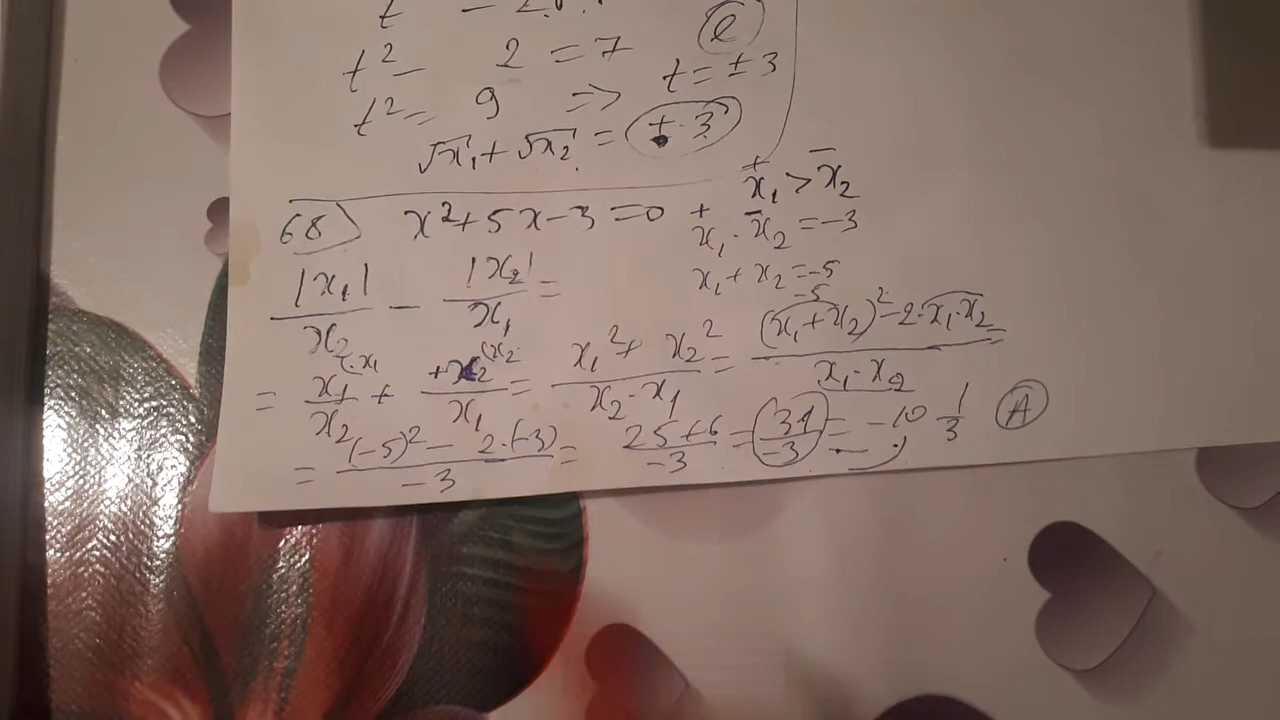 t² - 2 = 7 ⓔ
t² = 9 => t = ± 3
√x₁ + √x₂ = ± 3
68) x² + 5x - 3 = 0 x₁ > x₂
x₁ · x₂ = -3
|x₁|/x₂ - |x₂|/x₁ = x₁ + x₂ = -5
= x₁/x₂ + x₂/x₁ = (x₁² + x₂²)/(x₂ · x₁) = ((x₁ + x₂)² - 2 · x₁ · x₂)/(x₁ · x₂) =
= ((-5)² - 2 · (-3))/-3 = (25 + 6)/-3 = 31/-3 = -10 1/3 Ⓐ